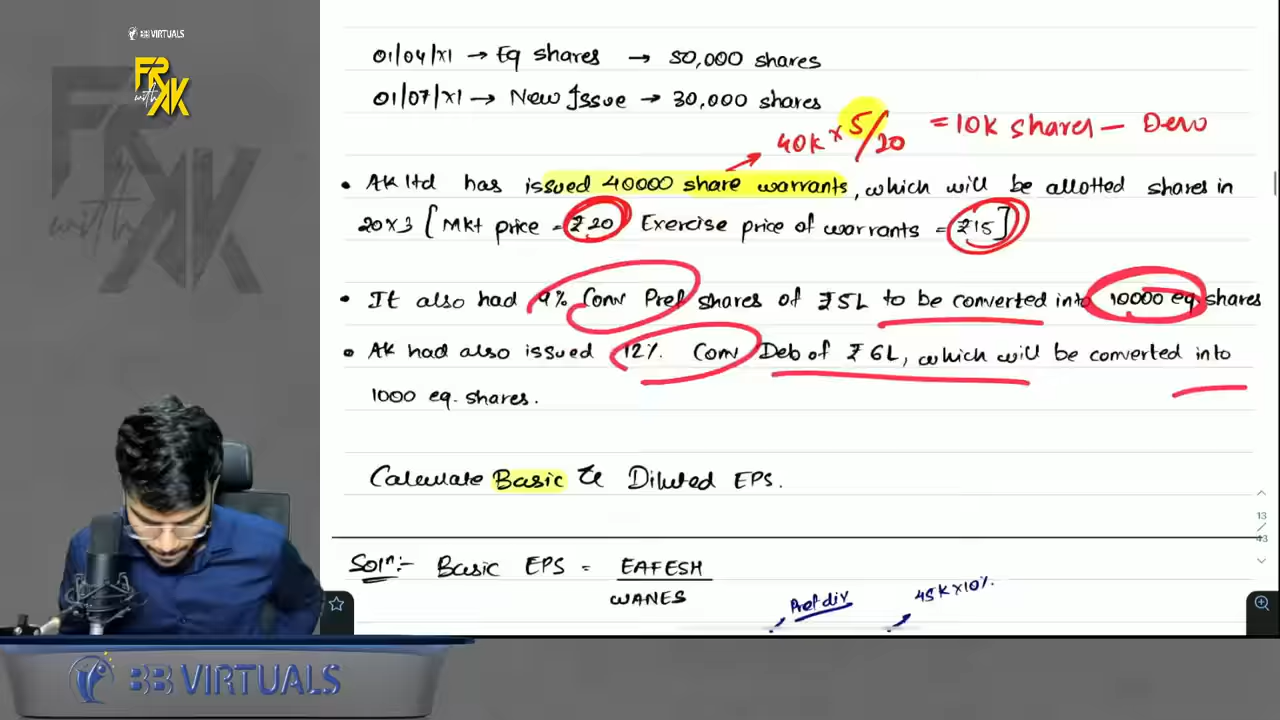 BB VIRTUALS
FR with AK
01/04/X1 → Eq shares → 50,000 shares
01/07/X1 → New Issue → 30,000 shares
40K × 5/20 = 10K shares — Dero
• AK ltd has issued 40000 share warrants, which will be allotted shares in
20X3 [Mkt price = ₹20 Exercise price of warrants = ₹15]
• It also had 9% Conv Pref shares of ₹5L to be converted into 10000 eq. shares
• AK had also issued 12% Conv Deb of ₹6L, which will be converted into
1000 eq. shares.
Calculate Basic & Diluted EPS.
13
/
43
Soln:- Basic EPS = EAFESH
WANES
Pref div
45K×10%
BB VIRTUALS